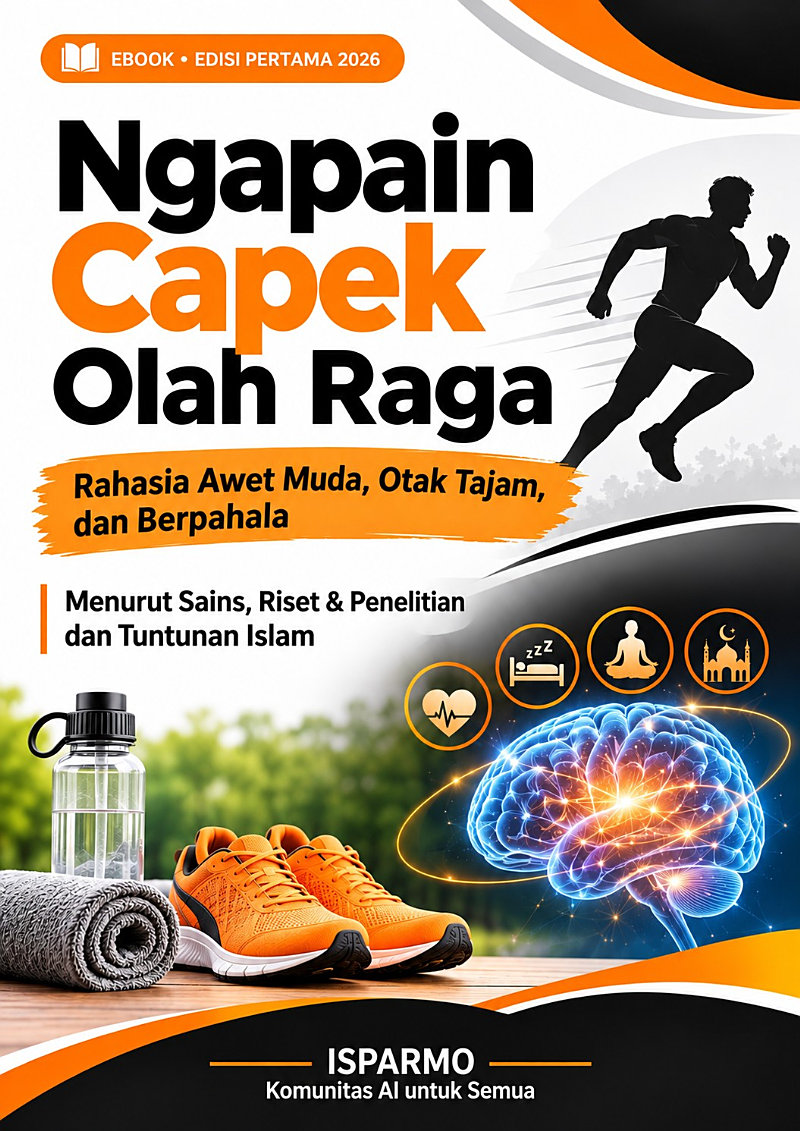 EBOOK • EDISI PERTAMA 2026
Ngapain
Capek
Olah Raga
Rahasia Awet Muda, Otak Tajam,
dan Berpahala
Menurut Sains, Riset & Penelitian
dan Tuntunan Islam
zzZ
ISPARMO
Komunitas AI untuk Semua